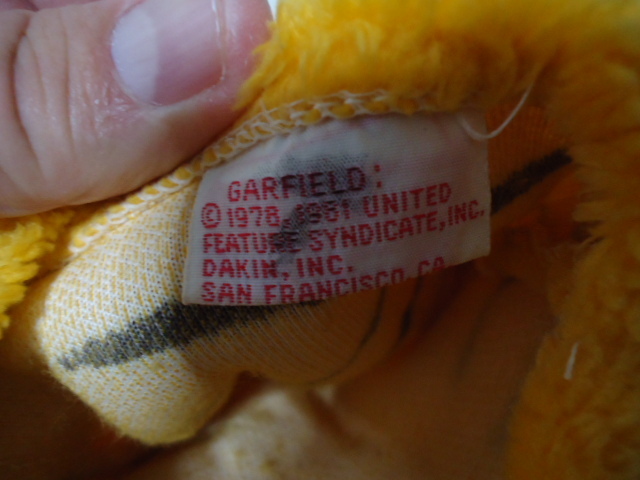 GARFIELD:
© 1978, 1981 UNITED
FEATURE SYNDICATE, INC.
DAKIN, INC.
SAN FRANCISCO, CA